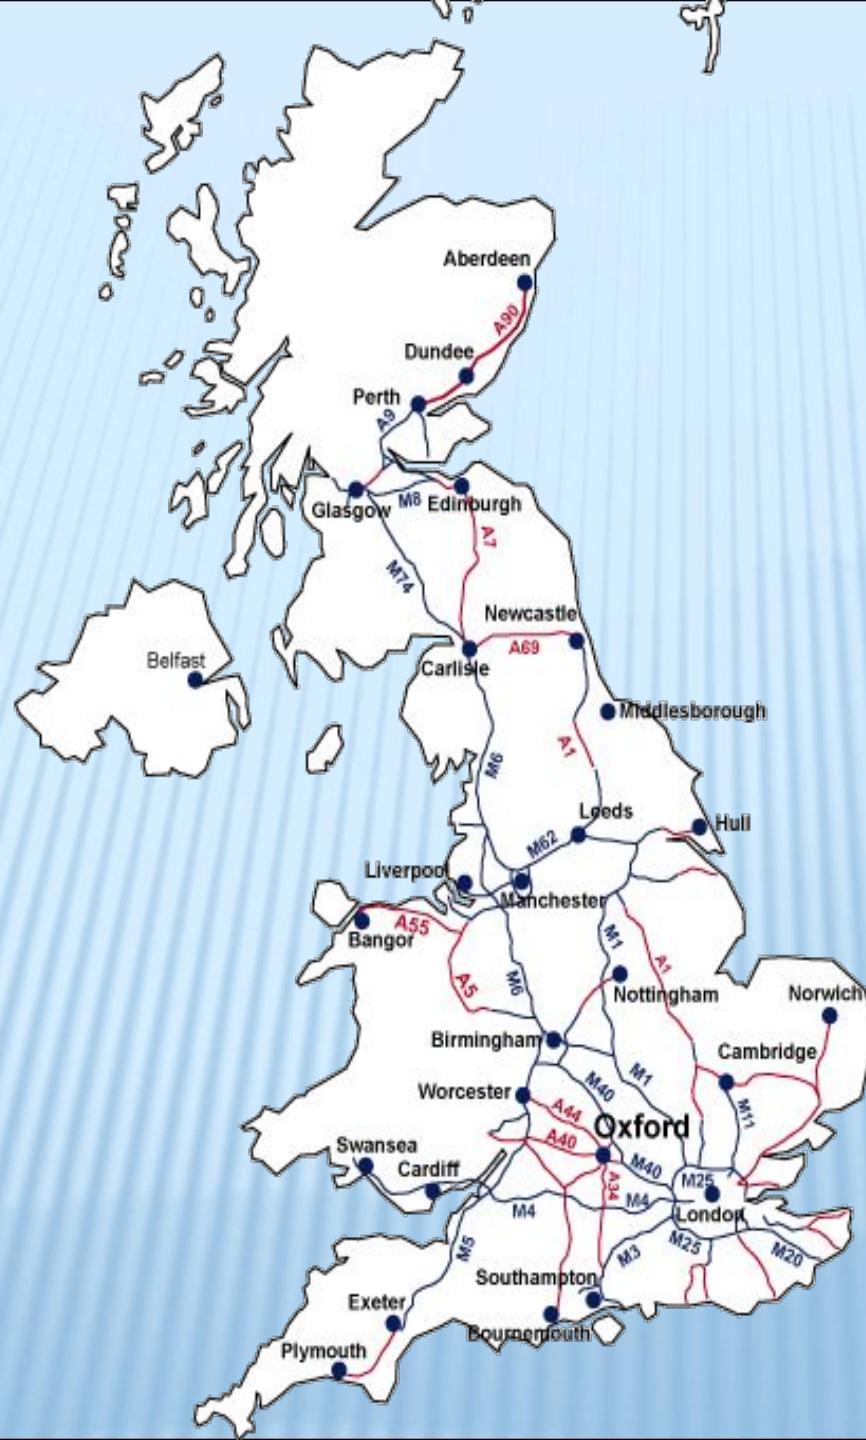 Aberdeen
A90
Dundee
Perth
A9
Glasgow
M8
Edinburgh
A7
M74
Newcastle
A69
Carlisle
Belfast
Middlesborough
A1
M6
Leeds
Hull
M62
Liverpool
Manchester
A55
Bangor
M1
A1
A5
M6
Nottingham
Norwich
Birmingham
Cambridge
M1
M40
Worcester
A44
M11
Oxford
A40
Swansea
M40
Cardiff
M25
A34
M4
M4
London
M5
M3
M25
M20
Southampton
Exeter
Bournemouth
Plymouth